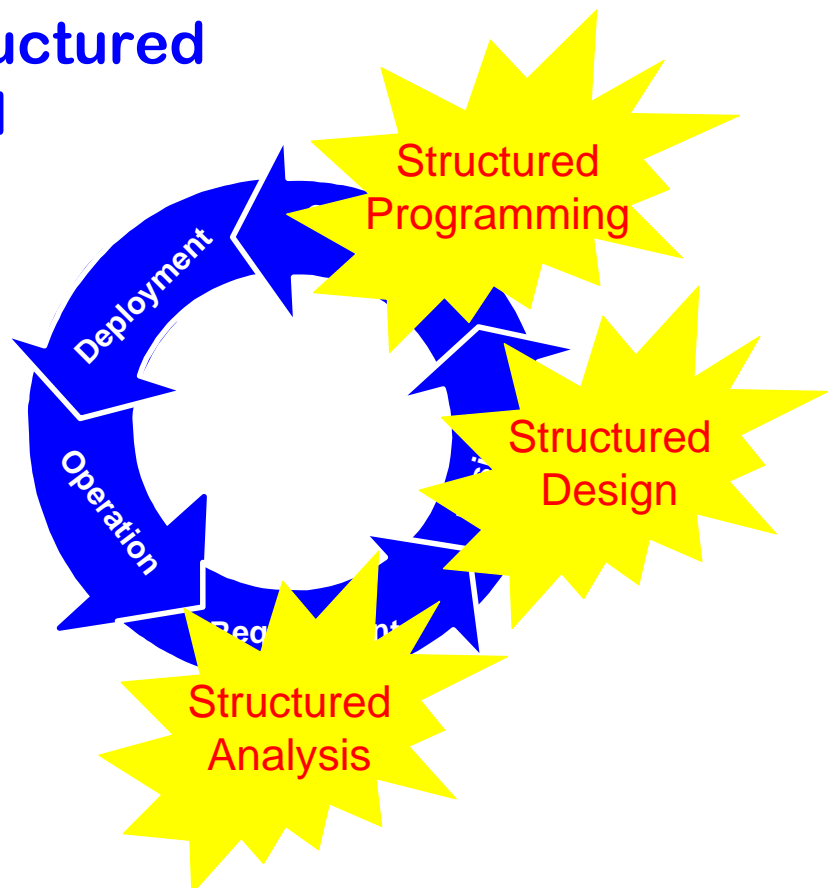 uctured
Structured
Programming
Deployment
Structured
Design
Operation
Structured
Analysis